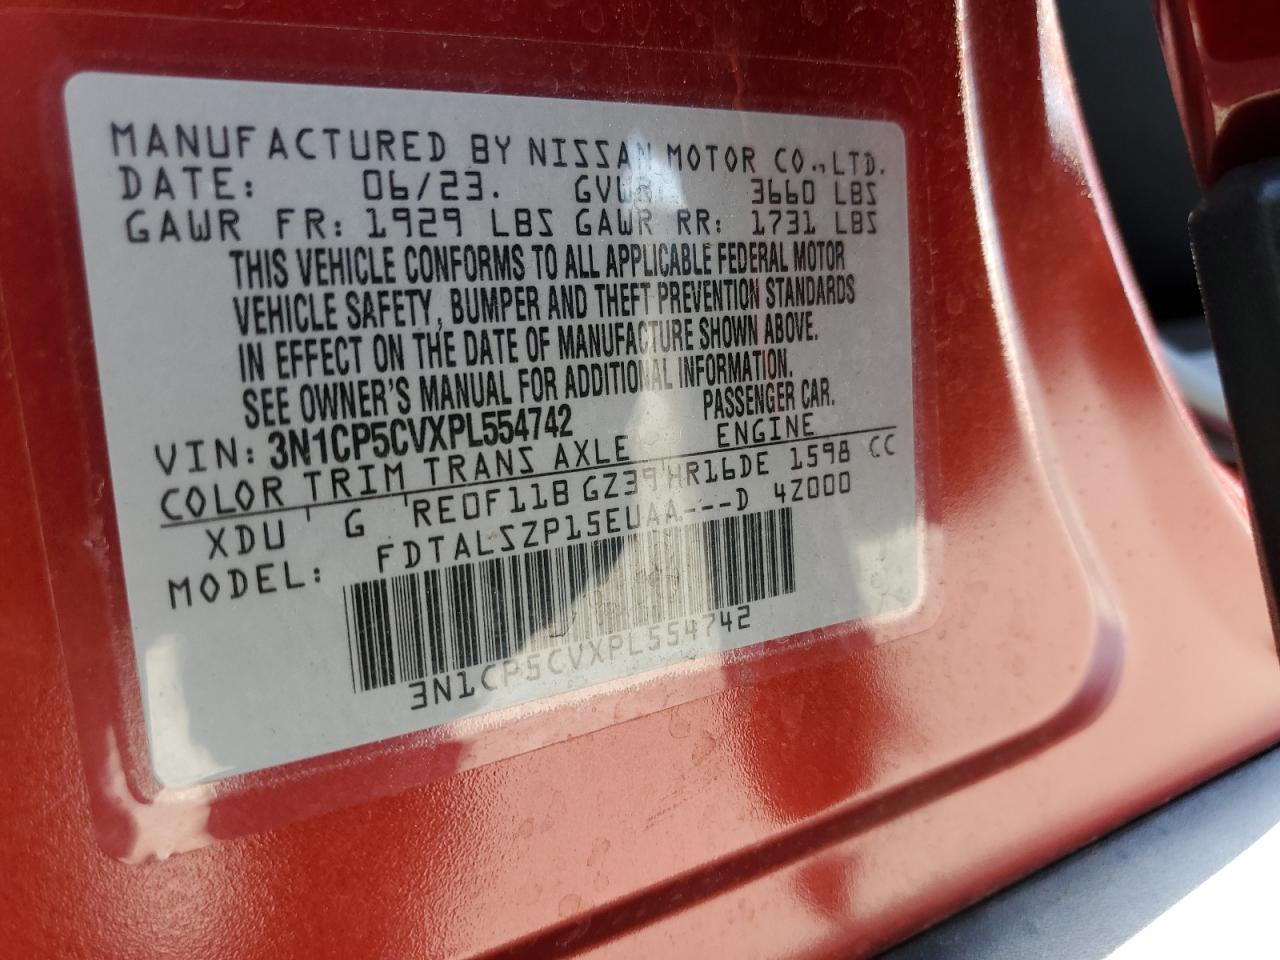 MANUFACTURED BY NISSAN MOTOR CO.,LTD.
DATE: 06/23. GVWR 3660 LBS
GAWR FR: 1929 LBS GAWR RR: 1731 LBS
THIS VEHICLE CONFORMS TO ALL APPLICABLE FEDERAL MOTOR
VEHICLE SAFETY, BUMPER AND THEFT PREVENTION STANDARDS
IN EFFECT ON THE DATE OF MANUFACTURE SHOWN ABOVE.
SEE OWNER'S MANUAL FOR ADDITIONAL INFORMATION.
VIN: 3N1CP5CVXPL554742 PASSENGER CAR.
COLOR TRIM TRANS AXLE ENGINE
XDU G RE0F11B GZ39 HR16DE 1598 CC
MODEL: FDTALSZP15EUAA---D 4Z000
3N1CP5CVXPL554742